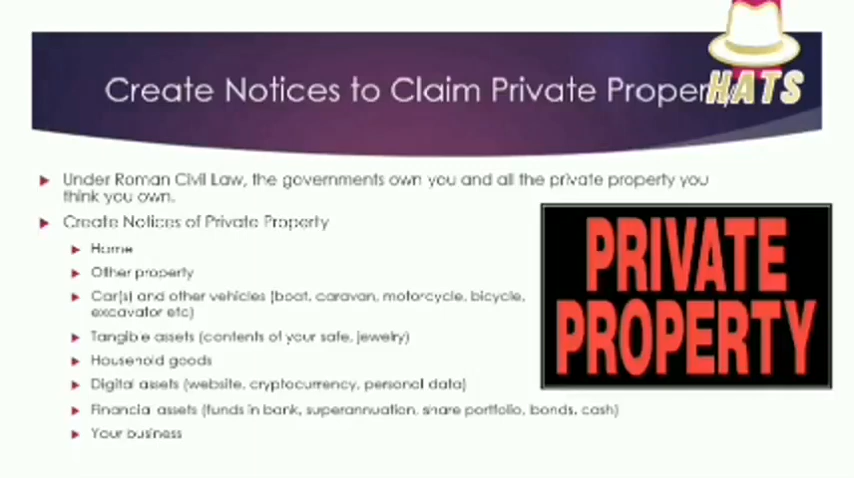 Create Notices to Claim Private Proper
HATS
Under Roman Civil Law, the governments own you and all the private property you
think you own.
Create Notices of Private Property
Home
Other property
Car(s) and other vehicles (boat, caravan, motorcycle, bicycle,
excavator etc)
Tangible assets (contents of your safe, jewelry)
Household goods
Digital assets (website, cryptocurrency, personal data)
Financial assets (funds in bank, superannuation, share portfolio, bonds, cash)
Your business
PRIVATE
PROPERTY